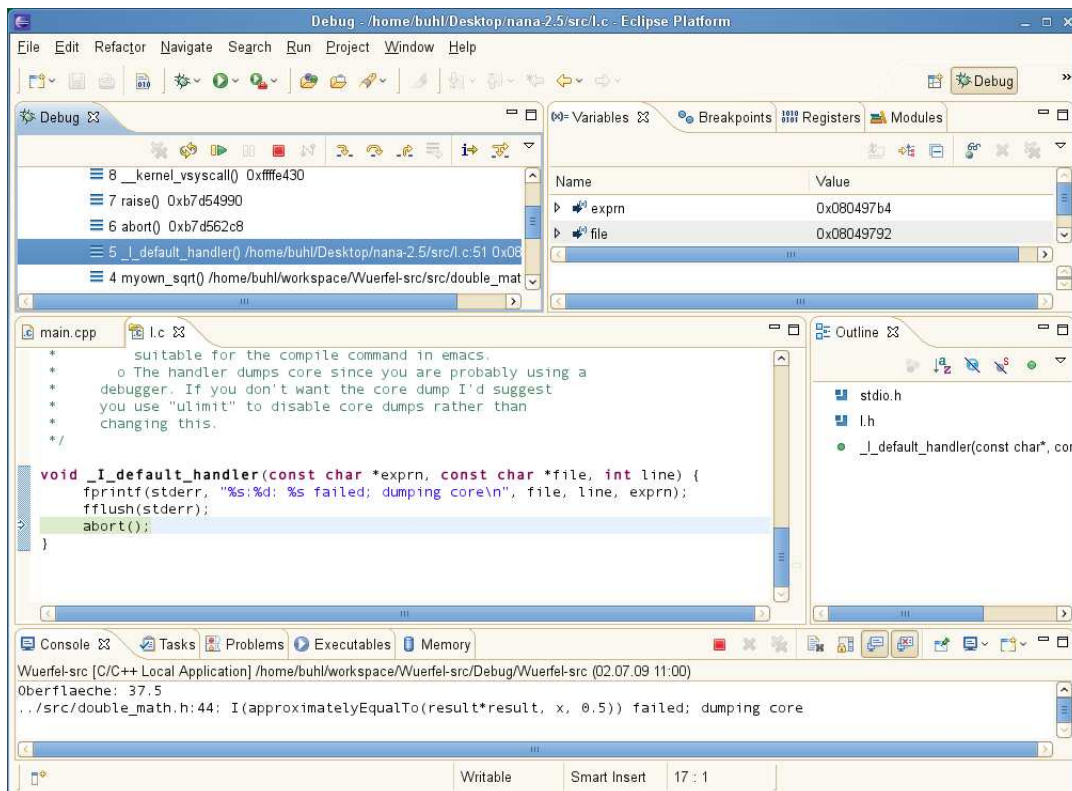 Debug - /home/buhl/Desktop/nana-2.5/src/I.c - Eclipse Platform
File Edit Refactor Navigate Search Run Project Window Help
Debug
Debug
8 __kernel_vsyscall() 0xffffe430
7 raise() 0xb7d54990
6 abort() 0xb7d562c8
5 _I_default_handler() /home/buhl/Desktop/nana-2.5/src/I.c:51 0x08
4 myown_sqrt() /home/buhl/workspace/Wuerfel-src/src/double_mat
(x)= Variables Breakpoints Registers Modules
Name Value
exprn 0x080497b4
file 0x08049792
main.cpp I.c
* suitable for the compile command in emacs.
* o The handler dumps core since you are probably using a
* debugger. If you don't want the core dump I'd suggest
* you use "ulimit" to disable core dumps rather than
* changing this.
*/
void _I_default_handler(const char *exprn, const char *file, int line) {
fprintf(stderr, "%s:%d: %s failed; dumping core\n", file, line, exprn);
fflush(stderr);
abort();
}
Outline
stdio.h
I.h
_I_default_handler(const char*, cor
Console Tasks Problems Executables Memory
Wuerfel-src [C/C++ Local Application] /home/buhl/workspace/Wuerfel-src/Debug/Wuerfel-src (02.07.09 11:00)
Oberflaeche: 37.5
../src/double_math.h:44: I(approximatelyEqualTo(result*result, x, 0.5)) failed; dumping core
Writable Smart Insert 17 : 1